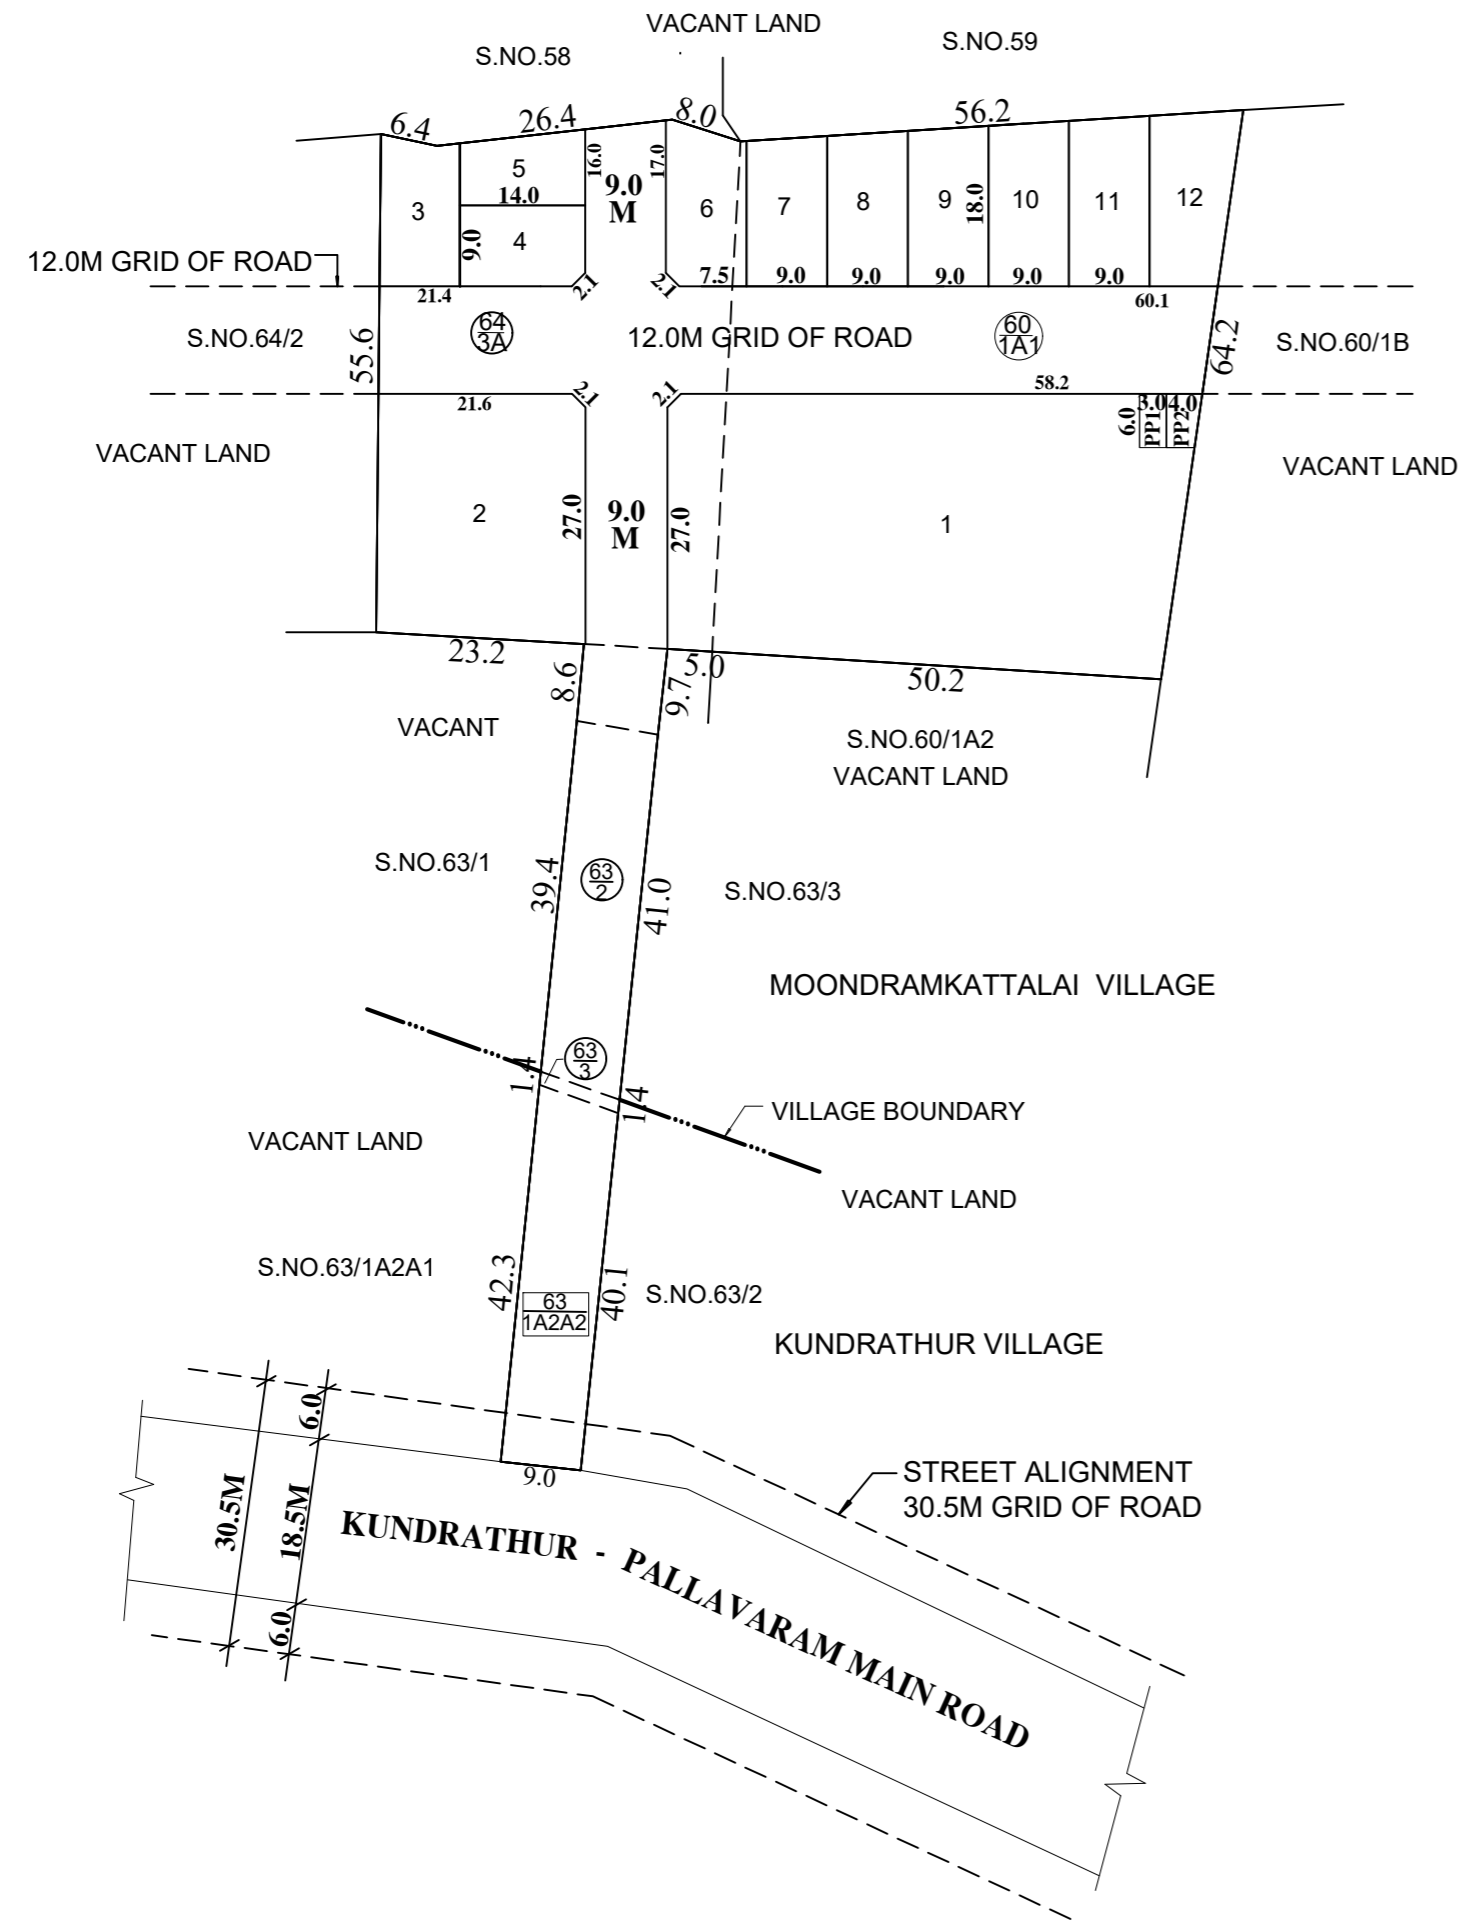 VACANT LAND
S.NO.58
S.NO.59
6.4
26.4
8.0
56.2
5
16.0
9.0
M
17.0
3
14.0
4
9.0
6
7
8
9
18.0
10
11
12
12.0M GRID OF ROAD
21.4
2.1
2.1
7.5
9.0
9.0
9.0
9.0
9.0
60.1
S.NO.64/2
55.6
64
3A
12.0M GRID OF ROAD
60
1A1
64.2
S.NO.60/1B
21.6
2.1
2.1
58.2
3.0
4.0
6.0
PP1
PP2
VACANT LAND
VACANT LAND
2
27.0
9.0
M
27.0
1
23.2
8.6
9.7
5.0
50.2
VACANT
S.NO.60/1A2
VACANT LAND
S.NO.63/1
39.4
63
2
41.0
S.NO.63/3
MOONDRAMKATTALAI VILLAGE
63
3
1.4
1.4
VILLAGE BOUNDARY
VACANT LAND
VACANT LAND
S.NO.63/1A2A1
42.3
63
1A2A2
40.1
S.NO.63/2
KUNDRATHUR VILLAGE
6.0
30.5M
18.5M
6.0
9.0
STREET ALIGNMENT
30.5M GRID OF ROAD
KUNDRATHUR - PALLAVARAM MAIN ROAD